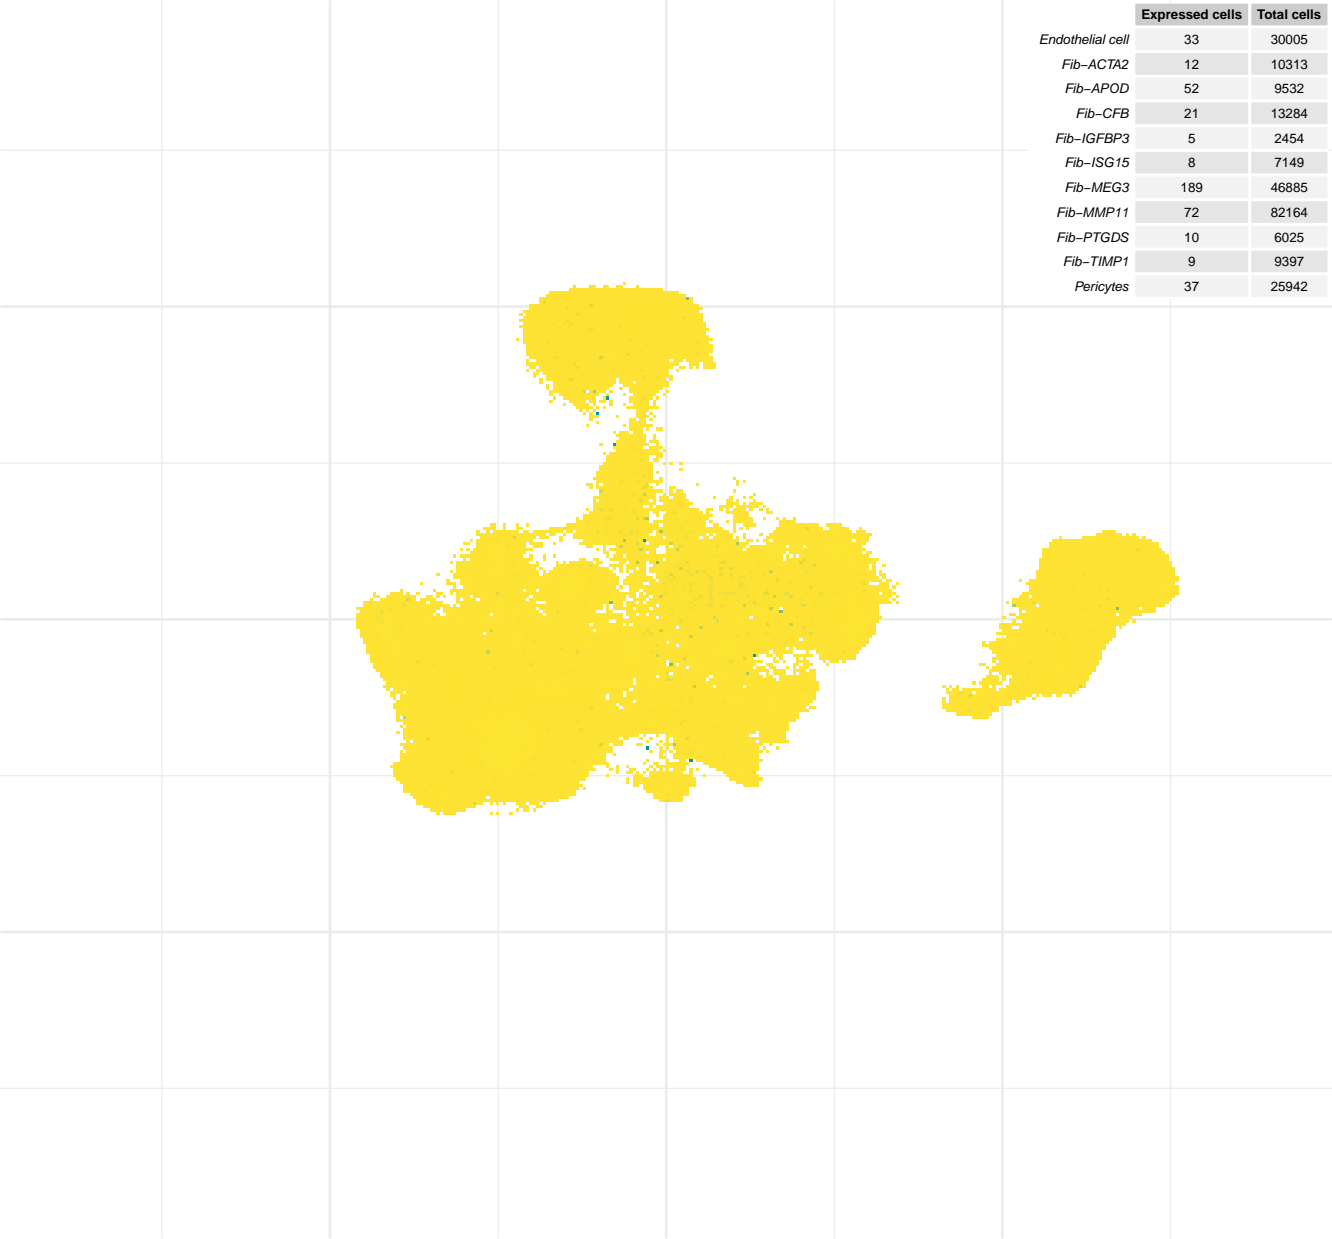 Expressed cells Total cells
Endothelial cell 33 30005
Fib−ACTA2 12 10313
Fib−APOD 52 9532
Fib−CFB 21 13284
Fib−IGFBP3 5 2454
Fib−ISG15 8 7149
Fib−MEG3 189 46885
Fib−MMP11 72 82164
Fib−PTGDS 10 6025
Fib−TIMP1 9 9397
Pericytes 37 25942